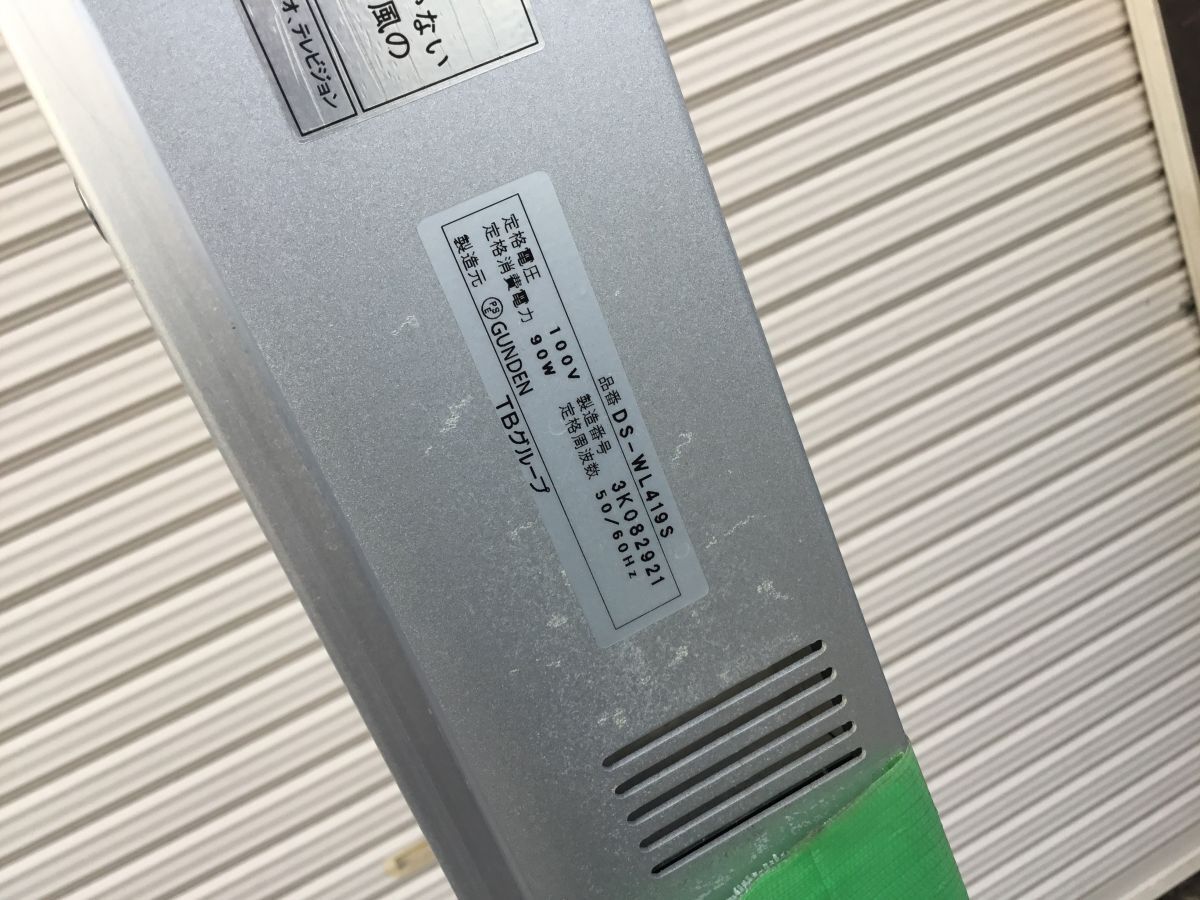 ない
風の
オ、テレビジョン
品番 DS-WL419S
定格電圧 100V 製造番号 3K082921
定格消費電力 90W 定格周波数 50/60Hz
製造元 PSE GUNDEN TBグループ